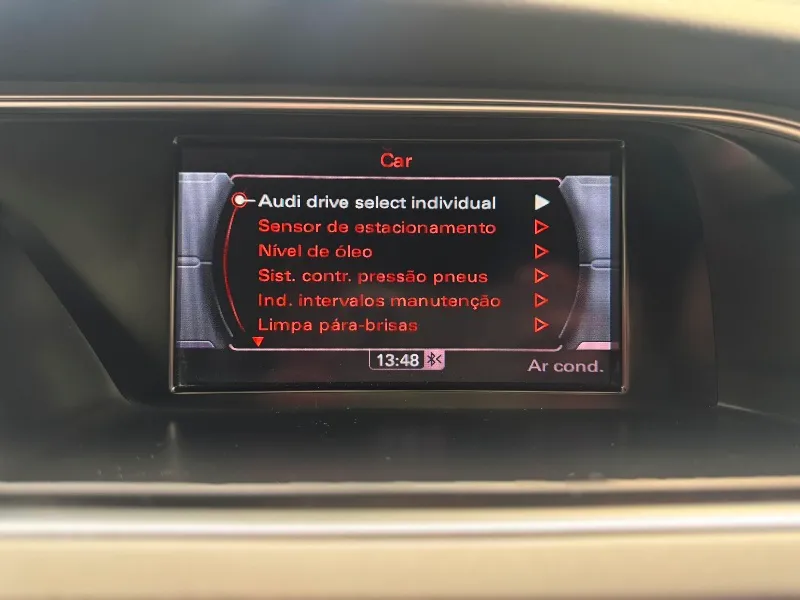 Car
Audi drive select individual
Sensor de estacionamento
Nível de óleo
Sist. contr. pressão pneus
Ind. intervalos manutenção
Limpa pára-brisas
13:48
Ar cond.